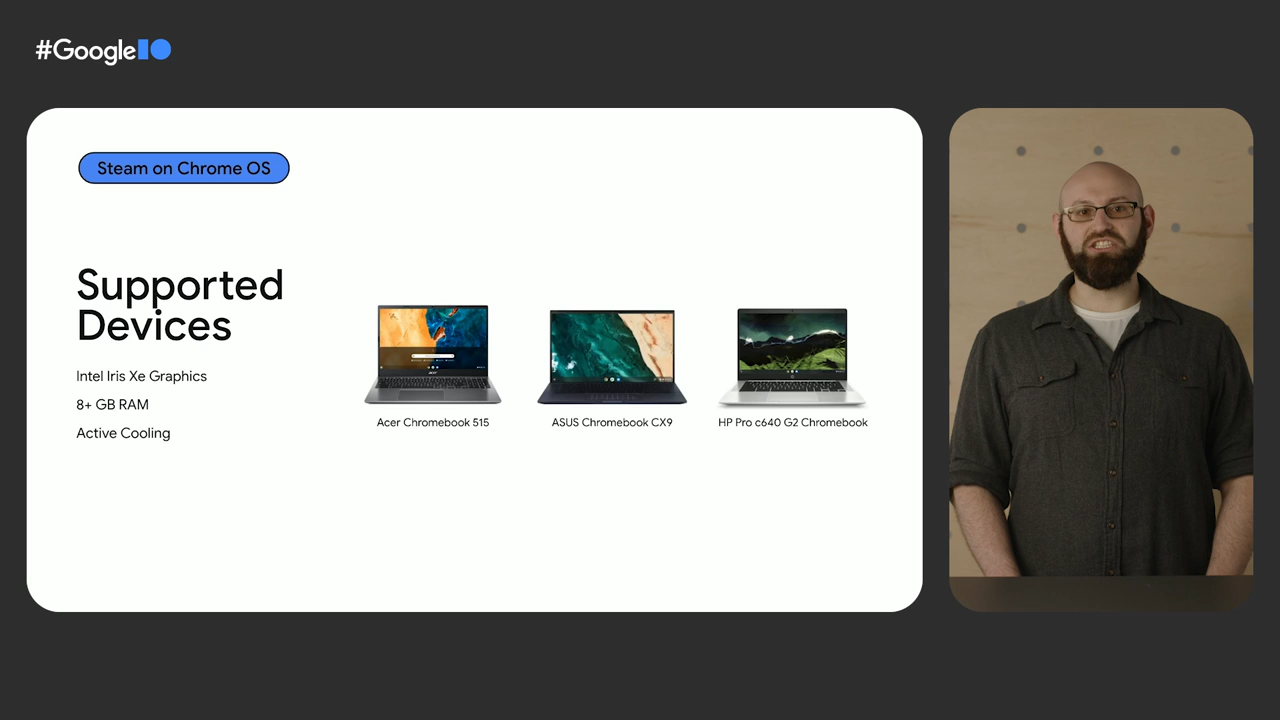 #GoogleIO
Steam on Chrome OS
Supported
Devices
Intel Iris Xe Graphics
8+ GB RAM
Active Cooling
Acer Chromebook 515
ASUS Chromebook CX9
HP Pro c640 G2 Chromebook